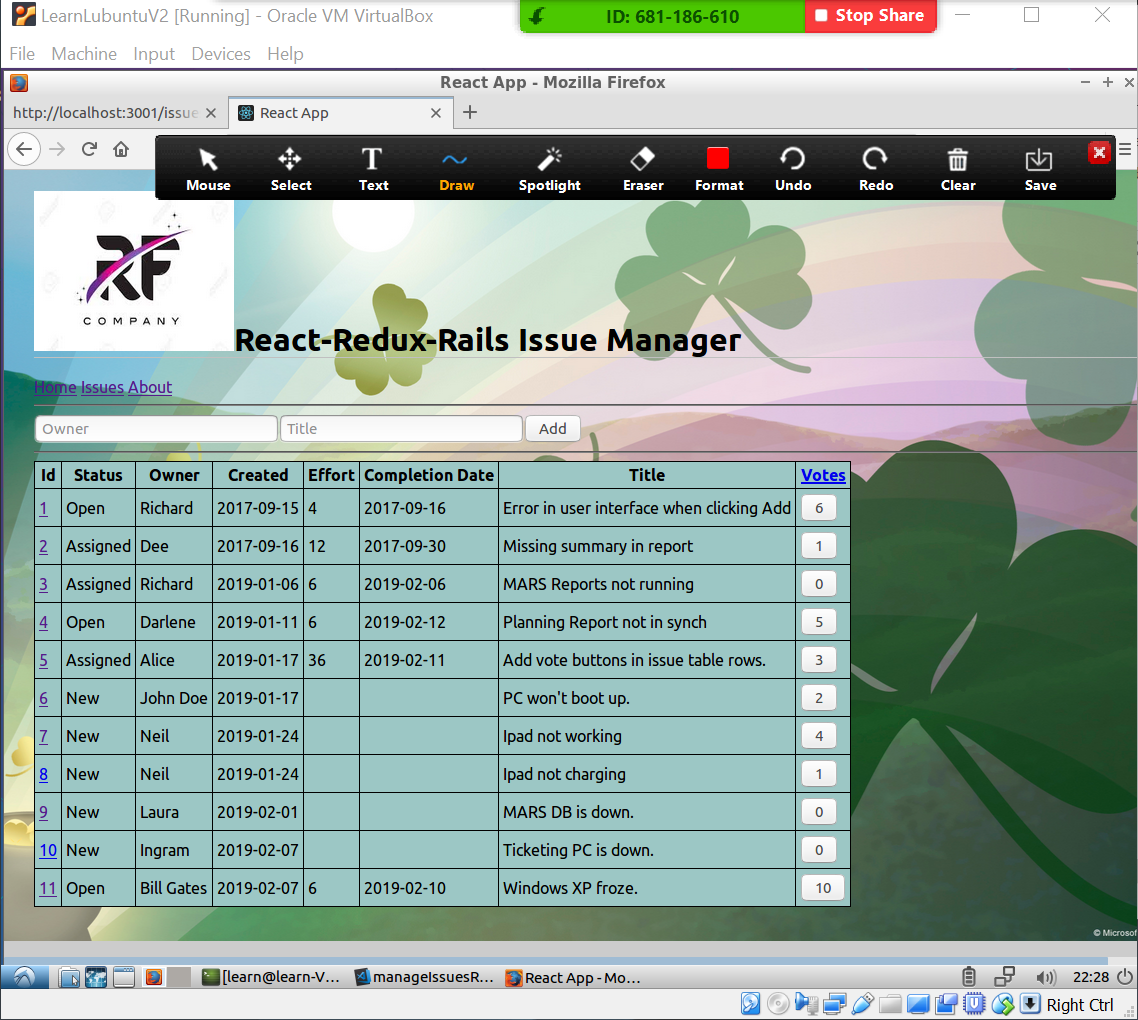 LearnLubuntuV2 [Running] - Oracle VM VirtualBox
ID: 681-186-610
Stop Share
File Machine Input Devices Help
React App - Mozilla Firefox
http://localhost:3001/issue
React App
Mouse Select Text Draw Spotlight Eraser Format Undo Redo Clear Save
RF
COMPANY
React-Redux-Rails Issue Manager
Home Issues About
Owner Title Add
Id Status Owner Created Effort Completion Date Title Votes
1 Open Richard 2017-09-15 4 2017-09-16 Error in user interface when clicking Add 6
2 Assigned Dee 2017-09-16 12 2017-09-30 Missing summary in report 1
3 Assigned Richard 2019-01-06 6 2019-02-06 MARS Reports not running 0
4 Open Darlene 2019-01-11 6 2019-02-12 Planning Report not in synch 5
5 Assigned Alice 2019-01-17 36 2019-02-11 Add vote buttons in issue table rows. 3
6 New John Doe 2019-01-17 PC won't boot up. 2
7 New Neil 2019-01-24 Ipad not working 4
8 New Neil 2019-01-24 Ipad not charging 1
9 New Laura 2019-02-01 MARS DB is down. 0
10 New Ingram 2019-02-07 Ticketing PC is down. 0
11 Open Bill Gates 2019-02-07 6 2019-02-10 Windows XP froze. 10
© Microsof
[learn@learn-V... manageIssuesR... React App - Mo... 22:28
Right Ctrl